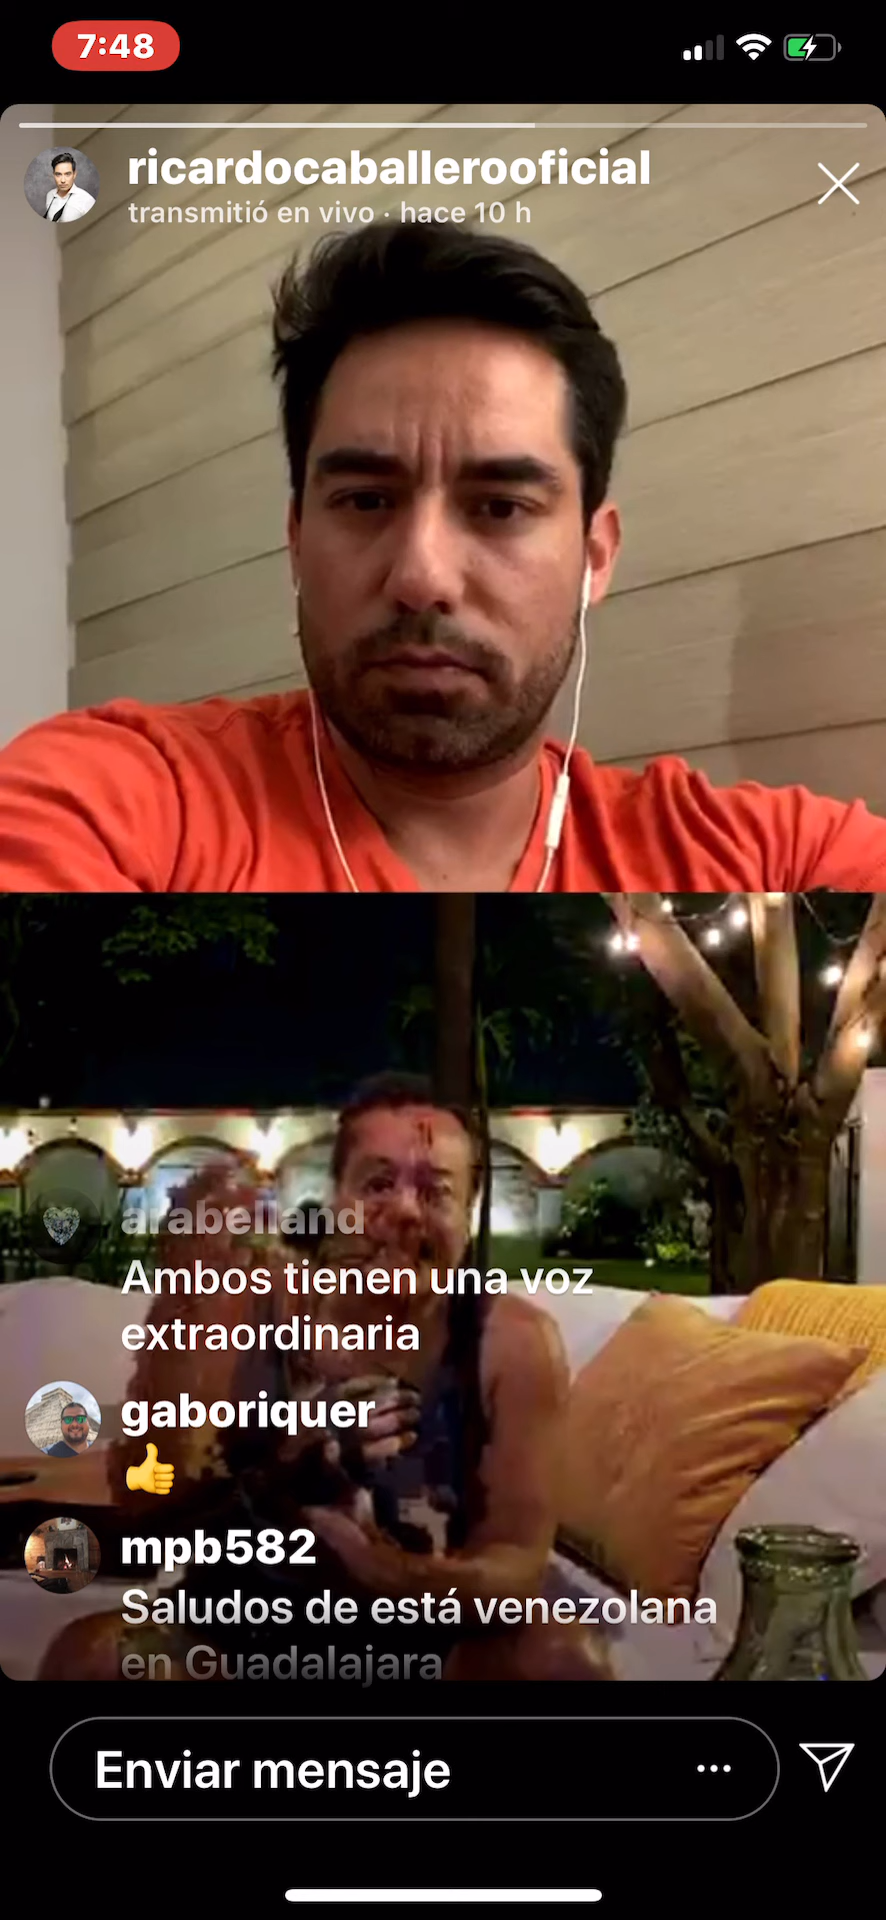 7:48
ricardocaballerooficial
transmitió en vivo · hace 10 h
arabelland
Ambos tienen una voz
extraordinaria
gaboriquer
👍
mpb582
Saludos de está venezolana
en Guadalajara
Enviar mensaje